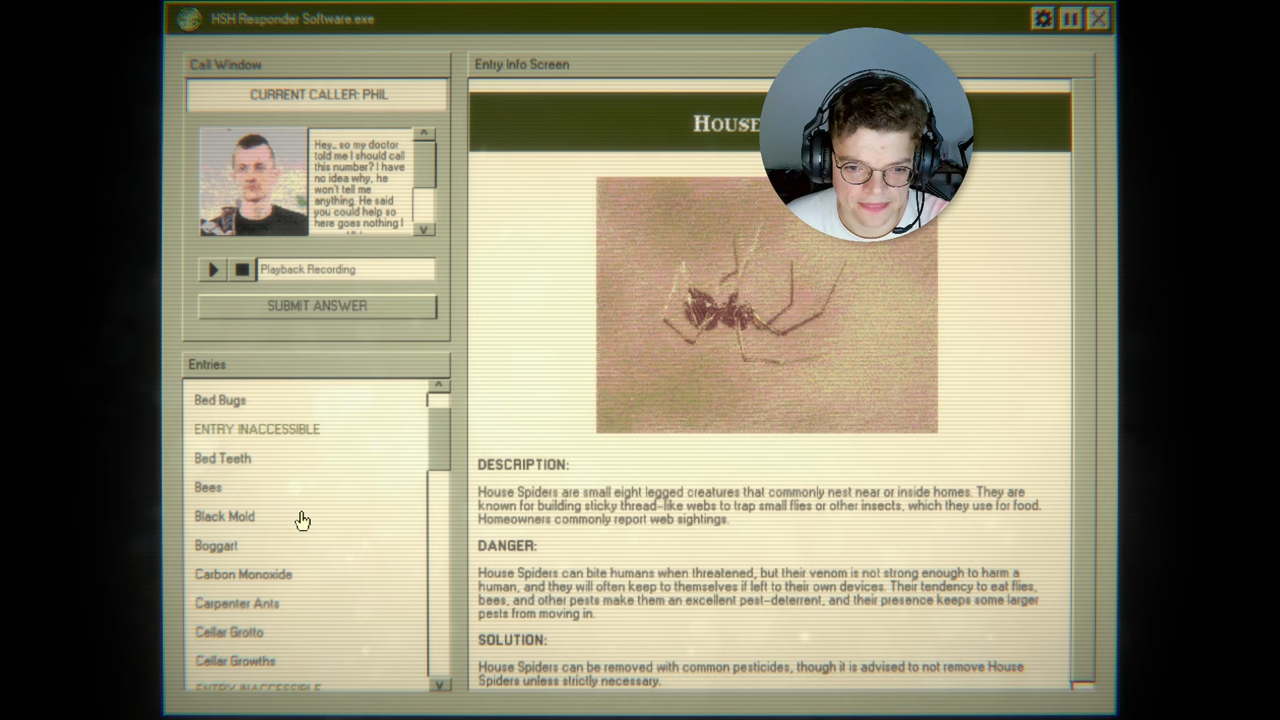 HSH Responder Software.exe
Call Window
CURRENT CALLER: PHIL
Hey.. so my doctor
told me I should call
this number? I have
no idea why, he
won't tell me
anything. He said
you could help so
here goes nothing I
Playback Recording
SUBMIT ANSWER
Entries
Bed Bugs
ENTRY INACCESSIBLE
Bed Teeth
Bees
Black Mold
Boggart
Carbon Monoxide
Carpenter Ants
Cellar Grotto
Cellar Growths
ENTRY INACCESSIBLE
Entry Info Screen
HOUSE
DESCRIPTION:
House Spiders are small eight legged creatures that commonly nest near or inside homes. They are
known for building sticky thread-like webs to trap small flies or other insects, which they use for food.
Homeowners commonly report web sightings.
DANGER:
House Spiders can bite humans when threatened, but their venom is not strong enough to harm a
human, and they will often keep to themselves if left to their own devices. Their tendency to eat flies,
bees, and other pests make them an excellent pest-deterrent, and their presence keeps some larger
pests from moving in.
SOLUTION:
House Spiders can be removed with common pesticides, though it is advised to not remove House
Spiders unless strictly necessary.